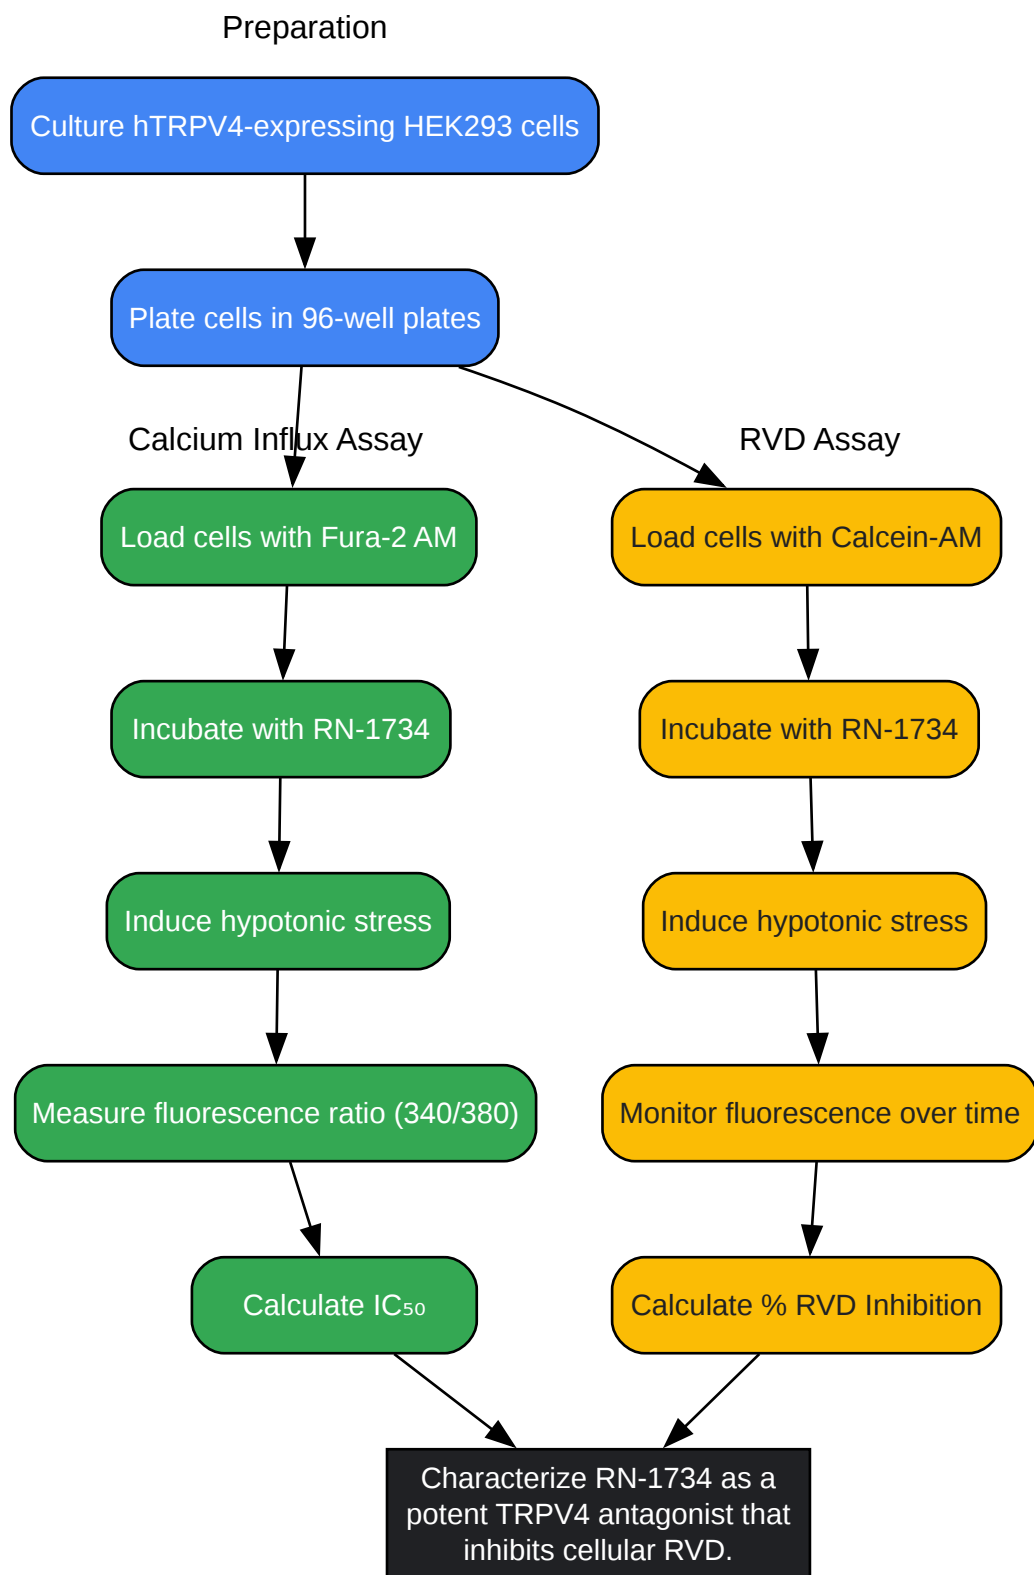 Preparation
Culture hTRPV4-expressing HEK293 cells
Plate cells in 96-well plates
Calcium Influx Assay
Load cells with Fura-2 AM
Incubate with RN-1734
Induce hypotonic stress
Measure fluorescence ratio (340/380)
Calculate IC₅₀
RVD Assay
Load cells with Calcein-AM
Incubate with RN-1734
Induce hypotonic stress
Monitor fluorescence over time
Calculate % RVD Inhibition
Characterize RN-1734 as a
potent TRPV4 antagonist that
inhibits cellular RVD.